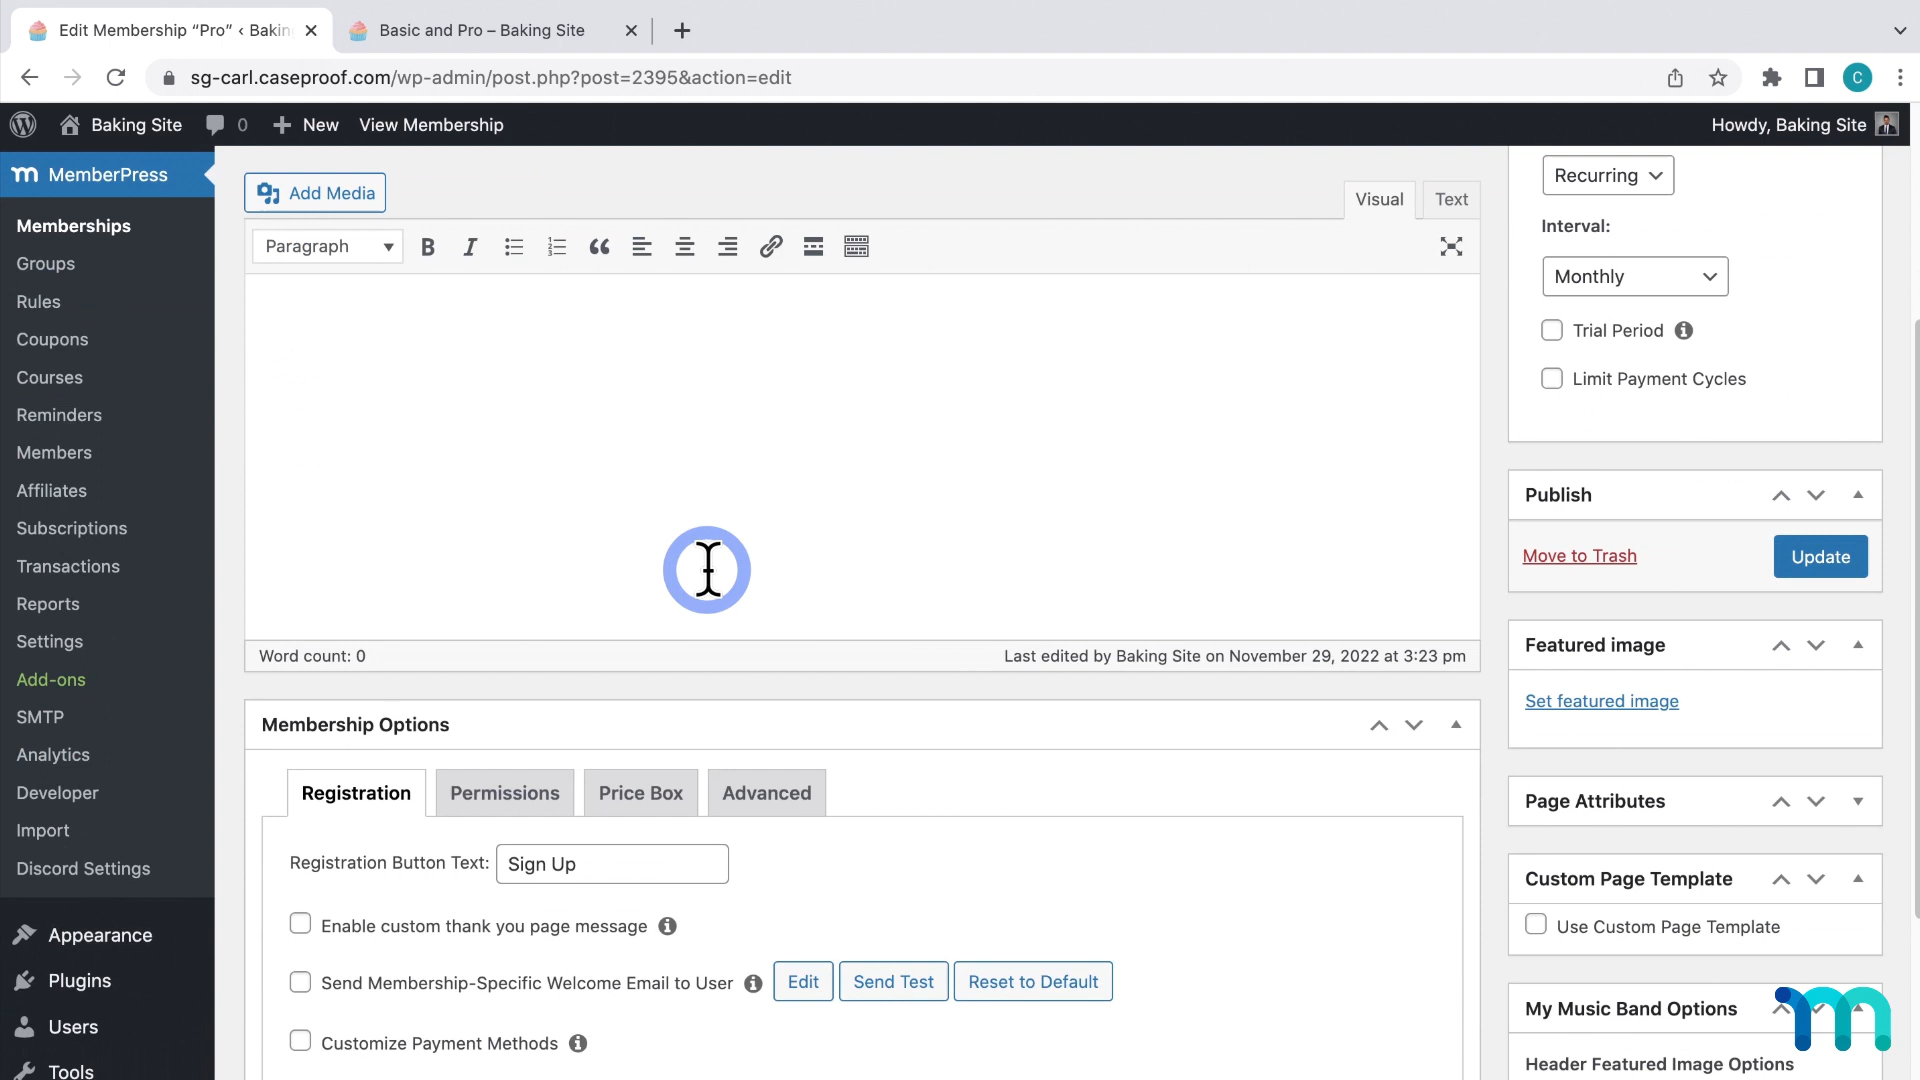 Edit Membership “Pro” ‹ Bakin
Basic and Pro – Baking Site
sg-carl.caseproof.com/wp-admin/post.php?post=2395&action=edit
C
Baking Site
0
New
View Membership
Howdy, Baking Site
MemberPress
Memberships
Groups
Rules
Coupons
Courses
Reminders
Members
Affiliates
Subscriptions
Transactions
Reports
Settings
Add-ons
SMTP
Analytics
Developer
Import
Discord Settings
Appearance
Plugins
Users
Tools
Add Media
Visual
Text
Paragraph
Word count: 0
Last edited by Baking Site on November 29, 2022 at 3:23 pm
Membership Options
Registration
Permissions
Price Box
Advanced
Registration Button Text: Sign Up
Enable custom thank you page message
Send Membership-Specific Welcome Email to User
Edit
Send Test
Reset to Default
Customize Payment Methods
Recurring
Interval:
Monthly
Trial Period
Limit Payment Cycles
Publish
Move to Trash
Update
Featured image
Set featured image
Page Attributes
Custom Page Template
Use Custom Page Template
My Music Band Options
Header Featured Image Options